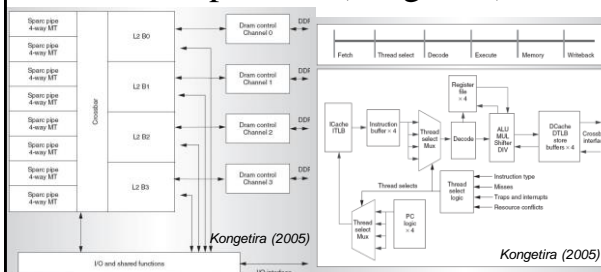 Sparc pipe
4-way MT
Sparc pipe
4-way MT
Sparc pipe
4-way MT
Sparc pipe
4-way MT
Sparc pipe
4-way MT
Sparc pipe
4-way MT
Sparc pipe
4-way MT
Sparc pipe
4-way MT
Crossbar
L2 B0
L2 B1
L2 B2
L2 B3
Dram control
Channel 0
DDR
Dram control
Channel 1
DDR
Dram control
Channel 2
DDR
Dram control
Channel 3
DDR
Kongetira (2005)
I/O and shared functions
Fetch
Thread select
Decode
Execute
Memory
Writeback
ICache
ITLB
Instruction
buffer × 4
Thread
select
Mux
Register
file
× 4
Decode
ALU
MUL
Shifter
DIV
DCache
DTLB
store
buffers × 4
Crossb
interfa
Thread selects
Thread
select
logic
Instruction type
Misses
Traps and interrupts
Resource conflicts
Thread
select
Mux
PC
logic
× 4
Kongetira (2005)